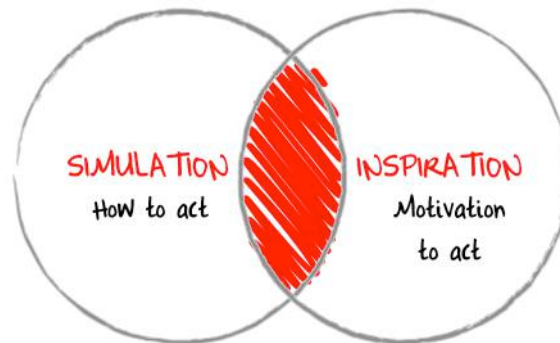 SIMULATION
How to act
INSPIRATION
Motivation
to act